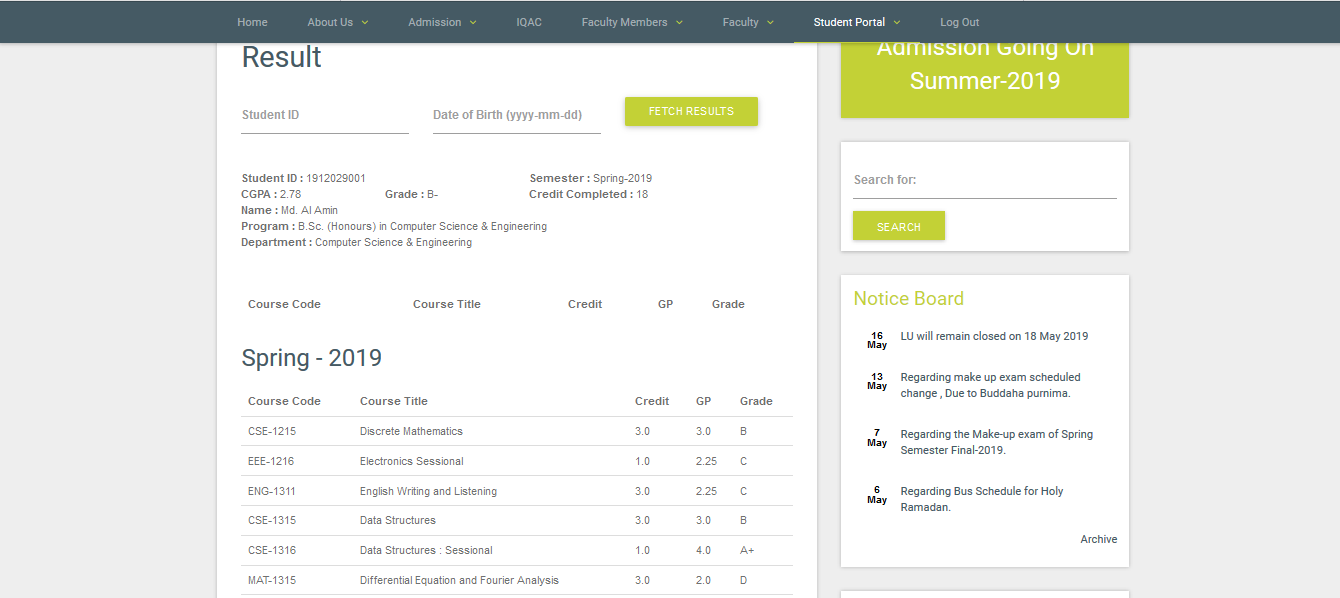 Home About Us Admission IQAC Faculty Members Faculty Student Portal Log Out
Result
Student ID Date of Birth (yyyy-mm-dd) FETCH RESULTS
Student ID : 1912029001 Semester : Spring-2019
CGPA : 2.78 Grade : B- Credit Completed : 18
Name : Md. Al Amin
Program : B.Sc. (Honours) in Computer Science & Engineering
Department : Computer Science & Engineering
Course Code Course Title Credit GP Grade
Spring - 2019
Course Code Course Title Credit GP Grade
CSE-1215 Discrete Mathematics 3.0 3.0 B
EEE-1216 Electronics Sessional 1.0 2.25 C
ENG-1311 English Writing and Listening 3.0 2.25 C
CSE-1315 Data Structures 3.0 3.0 B
CSE-1316 Data Structures : Sessional 1.0 4.0 A+
MAT-1315 Differential Equation and Fourier Analysis 3.0 2.0 D
Admission Going On
Summer-2019
Search for:
SEARCH
Notice Board
16 May LU will remain closed on 18 May 2019
13 May Regarding make up exam scheduled
change , Due to Buddaha purnima.
7 May Regarding the Make-up exam of Spring
Semester Final-2019.
6 May Regarding Bus Schedule for Holy
Ramadan.
Archive